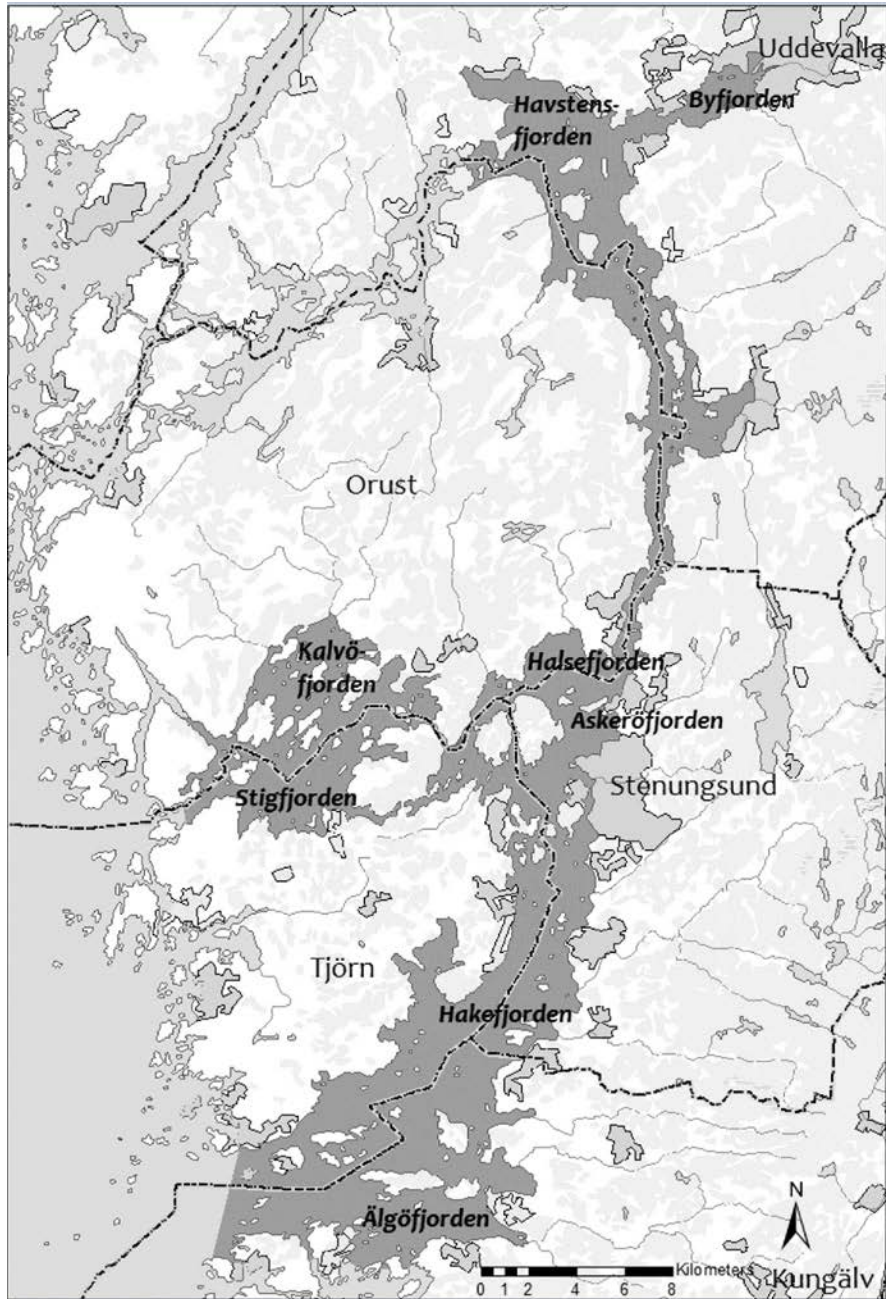 Uddevalla
Havstens-
fjorden
Byfjorden
Orust
Kalvö-
fjorden
Halsefjorden
Askeröfjorden
Stigfjorden
Stenungsund
Tjörn
Hakefjorden
Älgöfjorden
N
Kilometers
0 1 2 4 6 8
Kungälv